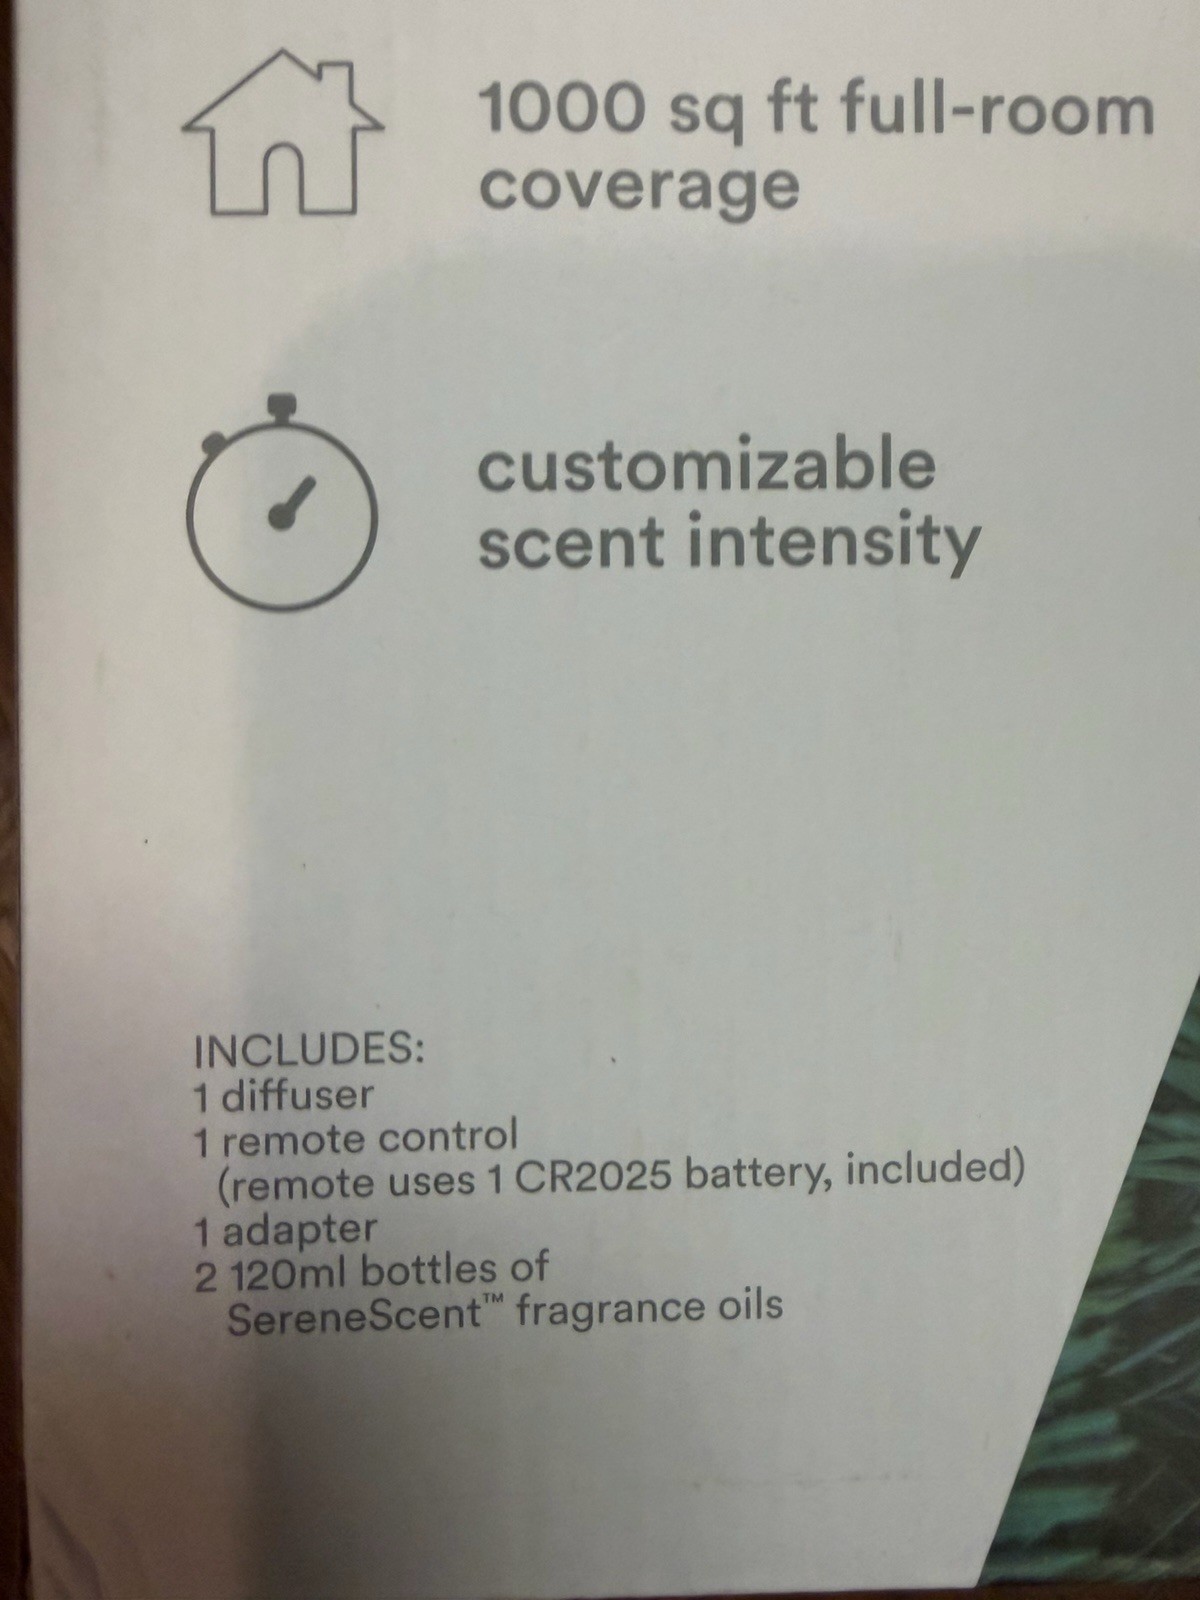 1000 sq ft full-room
coverage
customizable
scent intensity
INCLUDES:
1 diffuser
1 remote control
(remote uses 1 CR2025 battery, included)
1 adapter
2 120ml bottles of
SereneScent™ fragrance oils